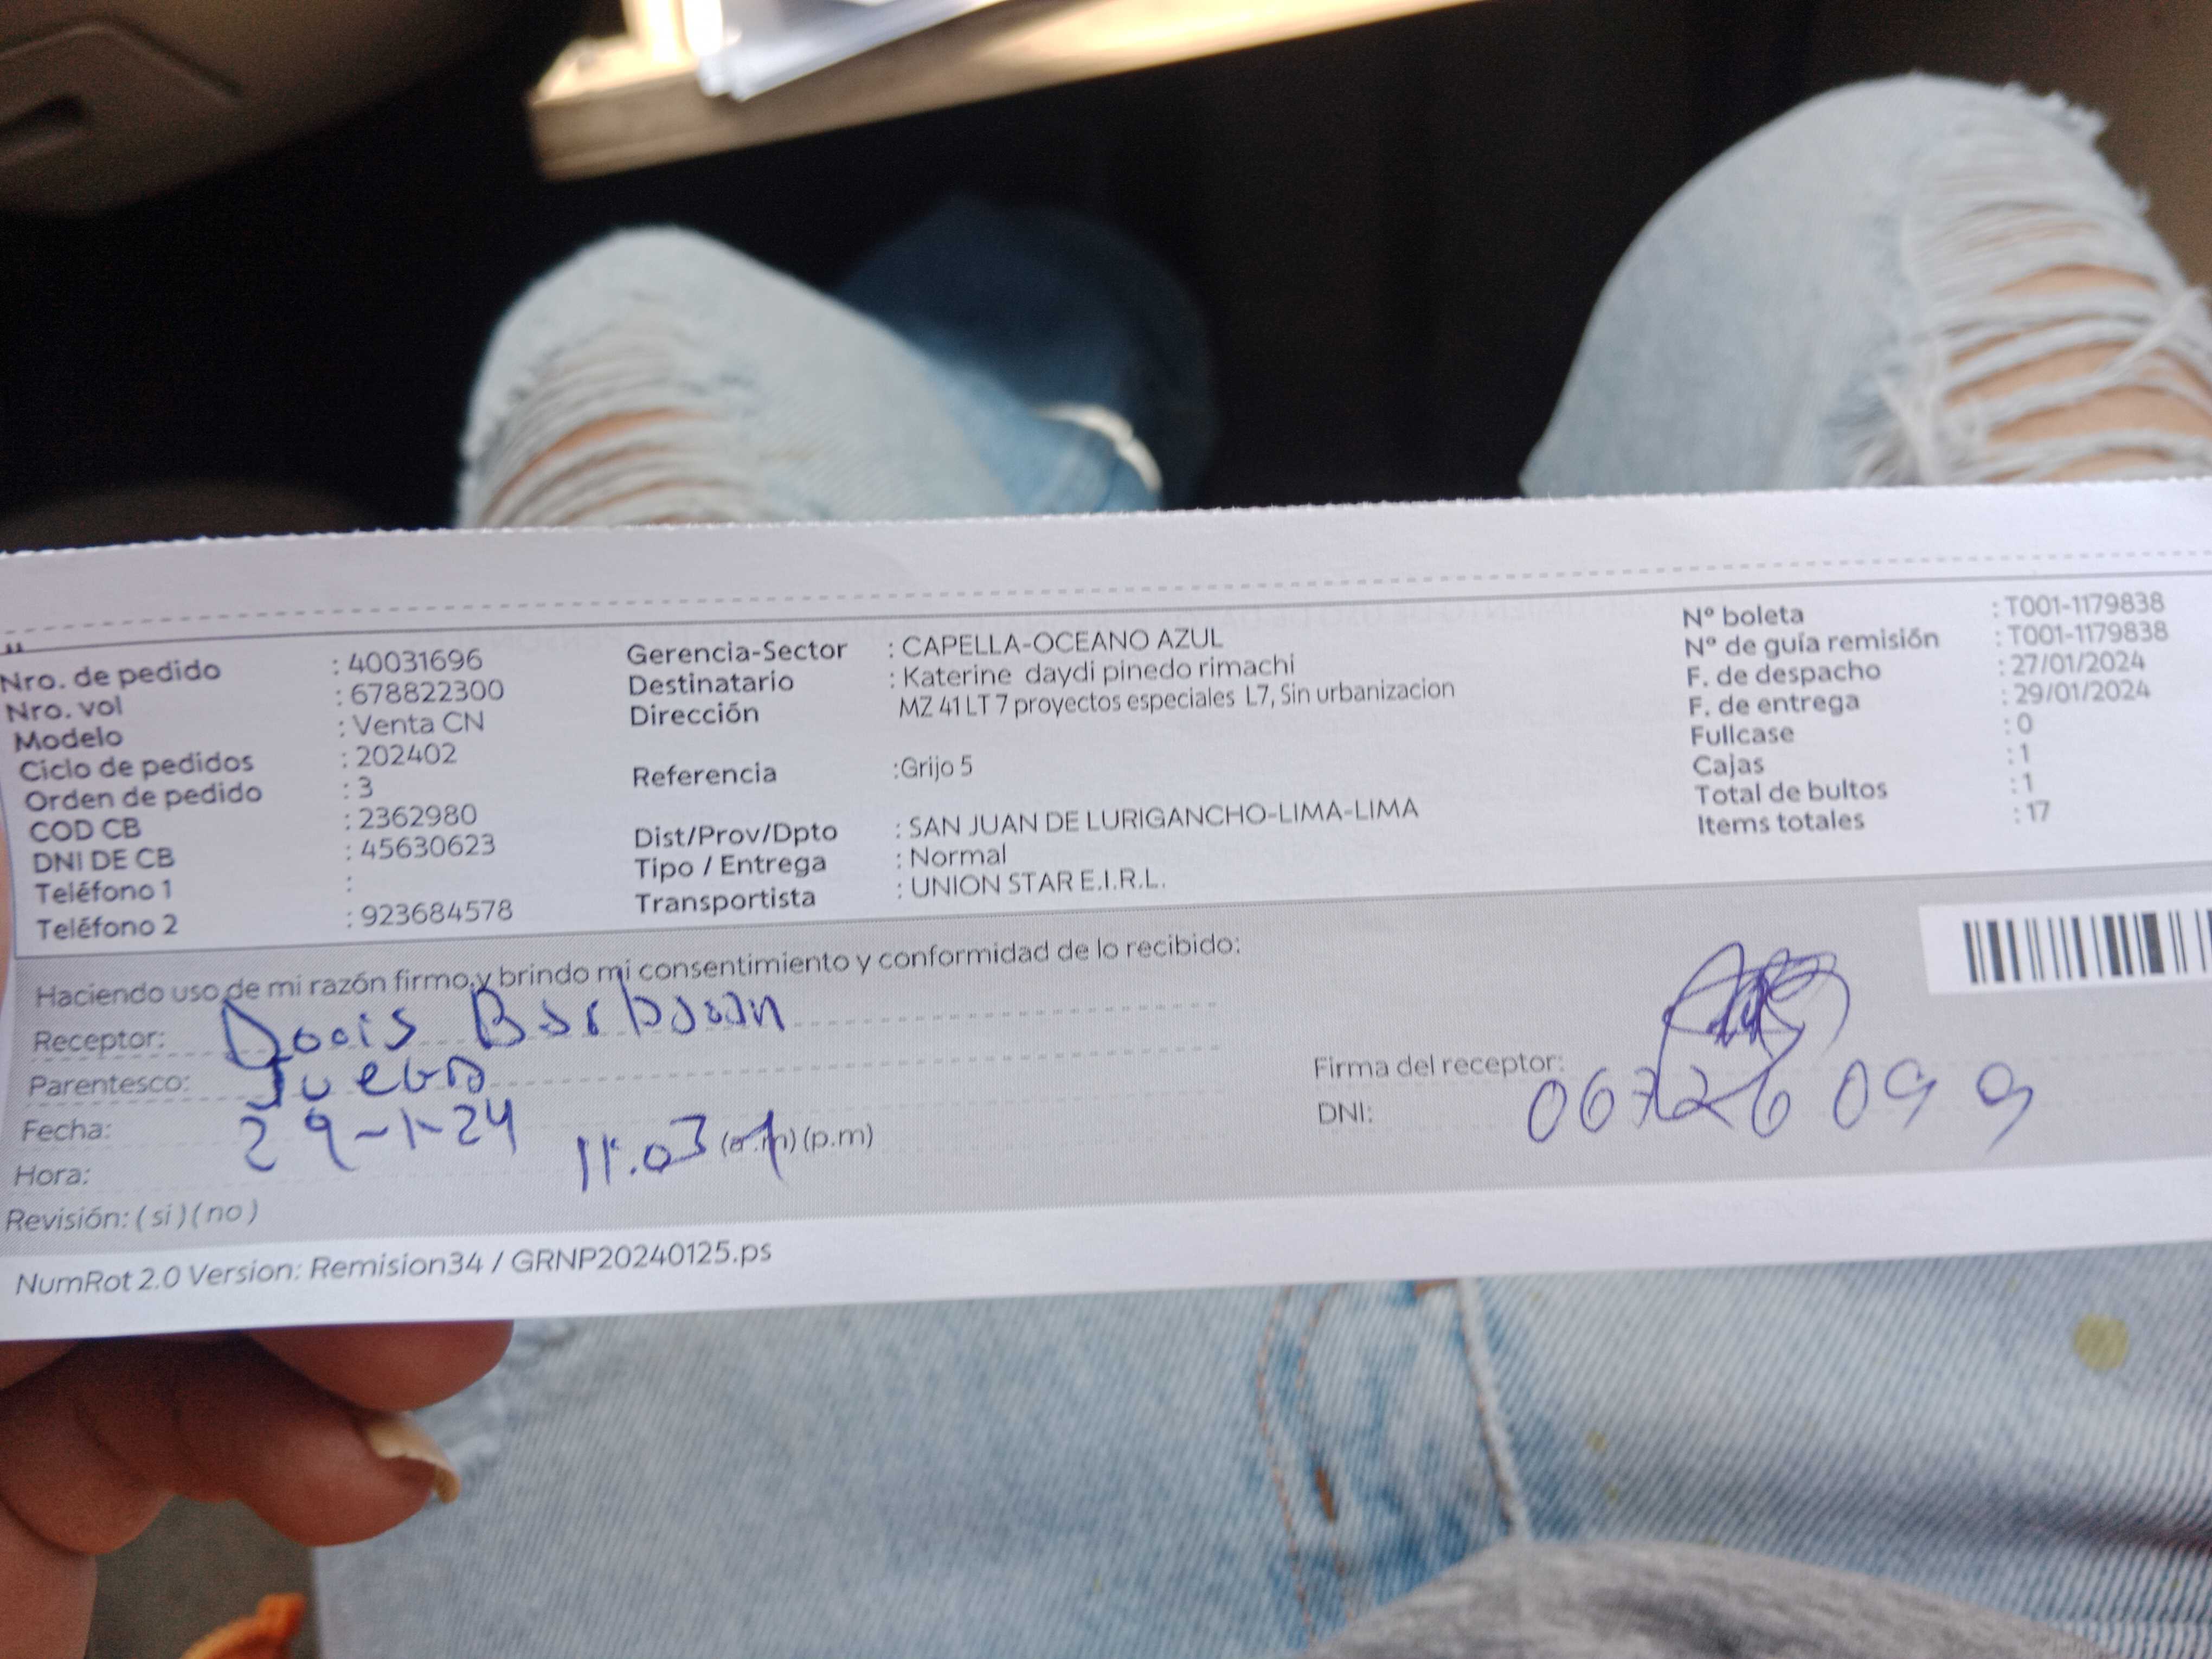 Nro. de pedido : 40031696
Nro. vol : 678822300
Modelo : Venta CN
Ciclo de pedidos : 202402
Orden de pedido : 3
COD CB : 2362980
DNI DE CB : 45630623
Teléfono 1 :
Teléfono 2 : 923684578
Gerencia-Sector : CAPELLA-OCEANO AZUL
Destinatario : Katerine daydi pinedo rimachi
Dirección MZ 41 LT 7 proyectos especiales L7, Sin urbanizacion
Referencia :Grijo 5
Dist/Prov/Dpto : SAN JUAN DE LURIGANCHO-LIMA-LIMA
Tipo / Entrega : Normal
Transportista : UNION STAR E.I.R.L.
Nº boleta : T001-1179838
Nº de guía remisión : T001-1179838
F. de despacho : 27/01/2024
F. de entrega : 29/01/2024
Fullcase : 0
Cajas : 1
Total de bultos : 1
Items totales : 17
Haciendo uso de mi razón firmo y brindo mi consentimiento y conformidad de lo recibido:
Receptor:
Parentesco:
Fecha: 29-1-24
Hora: 11:03 (a.m) (p.m)
Revisión: (si) (no)
Firma del receptor:
DNI: 06726099
NumRot 2.0 Version: Remision34 / GRNP20240125.ps